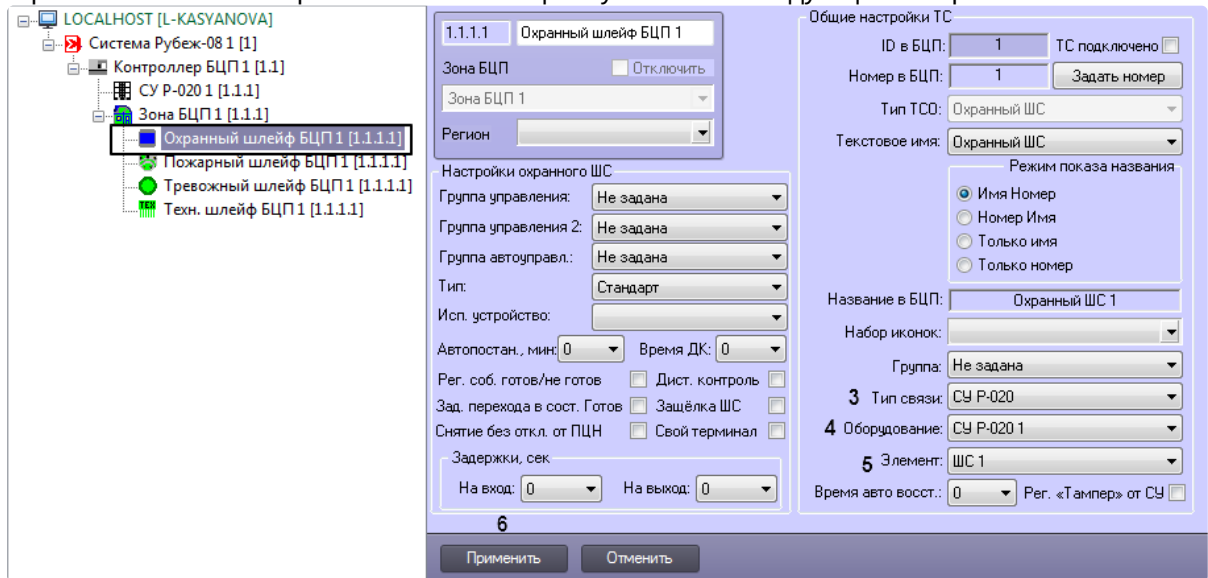 LOCALHOST [L-KASYANOVA]
Система Рубеж-08 1 [1]
Контроллер БЦП 1 [1.1]
СУ Р-020 1 [1.1.1]
Зона БЦП 1 [1.1.1]
Охранный шлейф БЦП 1 [1.1.1.1]
Пожарный шлейф БЦП 1 [1.1.1.1]
Тревожный шлейф БЦП 1 [1.1.1.1]
Техн. шлейф БЦП 1 [1.1.1.1]
1.1.1.1 Охранный шлейф БЦП 1
Зона БЦП Отключить
Зона БЦП 1
Регион
Настройки охранного ШС
Группа управления: Не задана
Группа управления 2: Не задана
Группа автоуправл.: Не задана
Тип: Стандарт
Исп. устройство:
Автопостан., мин: 0 Время ДК: 0
Рег. соб. готов/не готов Дист. контроль
Зад. перехода в сост. Готов Защёлка ШС
Снятие без откл. от ПЦН Свой терминал
Задержки, сек
На вход: 0 На выход: 0
6
Применить Отменить
Общие настройки ТС
ID в БЦП: 1 ТС подключено
Номер в БЦП: 1 Задать номер
Тип ТСО: Охранный ШС
Текстовое имя: Охранный ШС
Режим показа названия
Имя Номер
Номер Имя
Только имя
Только номер
Название в БЦП: Охранный ШС 1
Набор иконок:
Группа: Не задана
3 Тип связи: СУ Р-020
4 Оборудование: СУ Р-020 1
5 Элемент: ШС 1
Время авто восст.: 0 Рег. «Тампер» от СУ